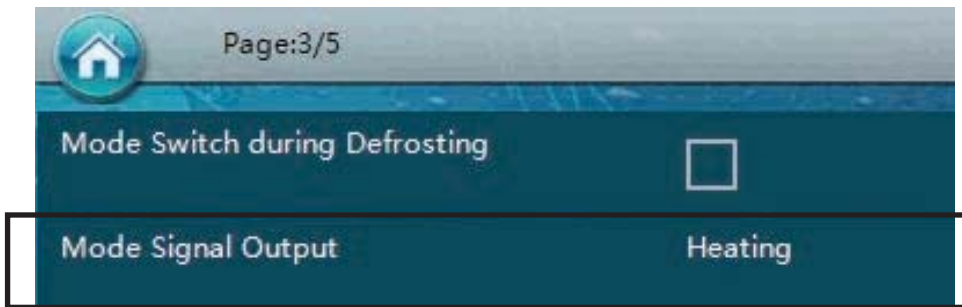 Page:3/5
Mode Switch during Defrosting
Mode Signal Output Heating